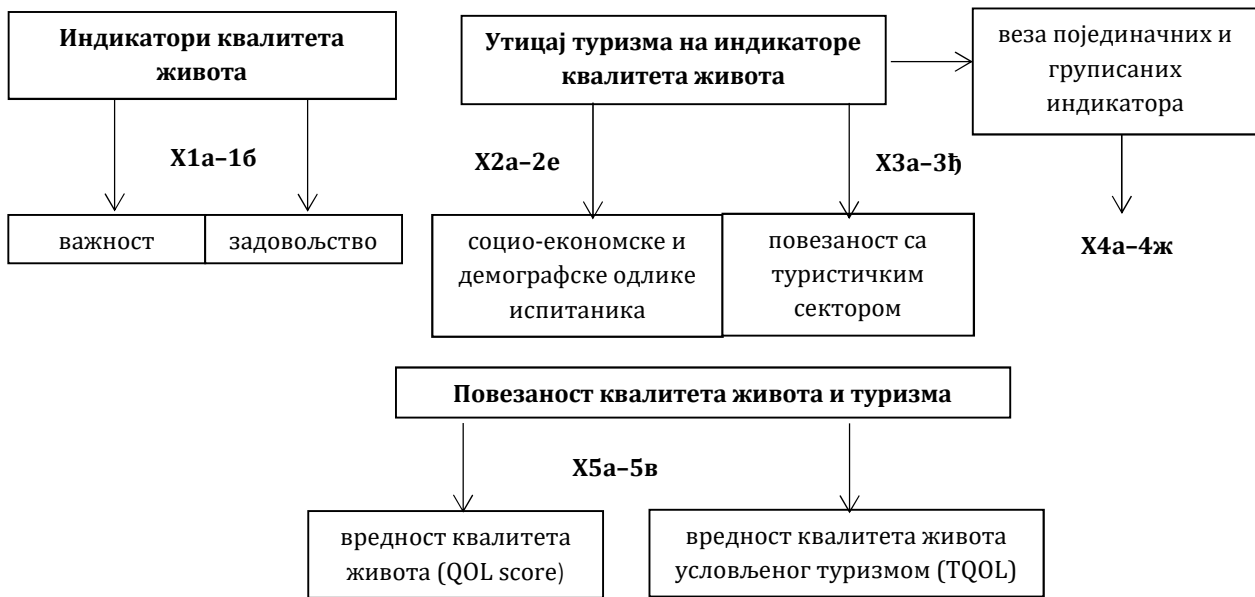 Индикатори квалитета
живота
Утицај туризма на индикаторе
квалитета живота
веза појединачних и
груписаних
индикатора
Х1а–1б
Х2а–2е
Х3а–3ђ
важност
задовољство
социо-економске и
демографске одлике
испитаника
повезаност са
туристичким
сектором
Х4а–4ж
Повезаност квалитета живота и туризма
Х5а–5в
вредност квалитета
живота (QOL score)
вредност квалитета живота
условљеног туризмом (TQOL)